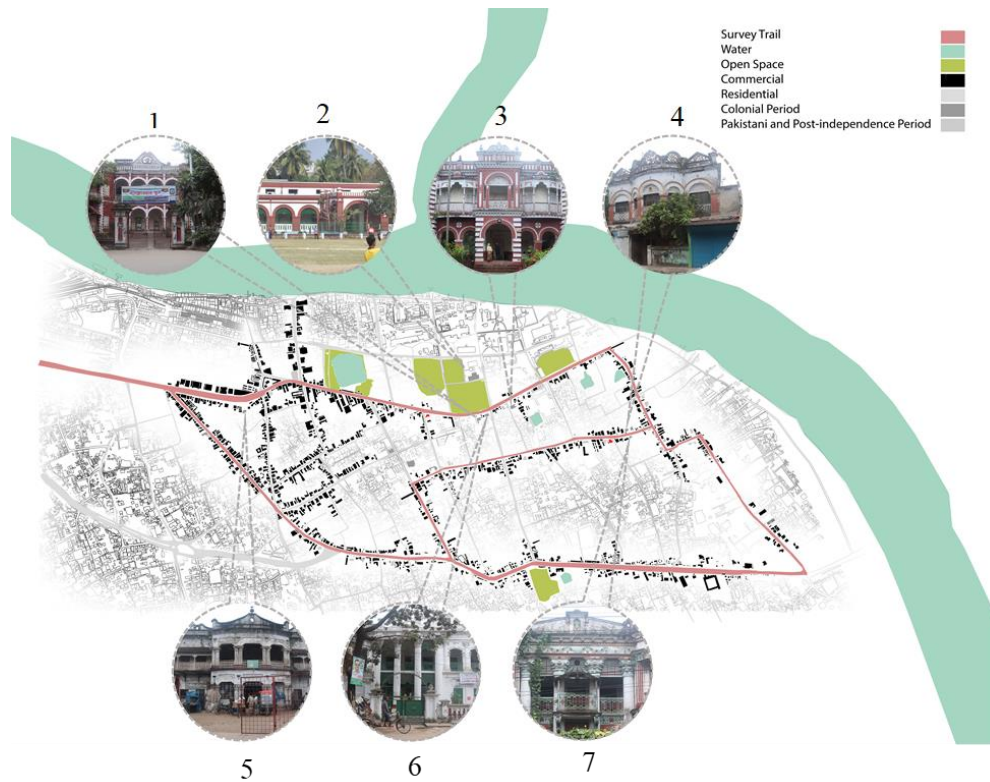 Survey Trail
Water
Open Space
Commercial
Residential
Colonial Period
Pakistani and Post-independence Period
1
2
3
4
5
6
7